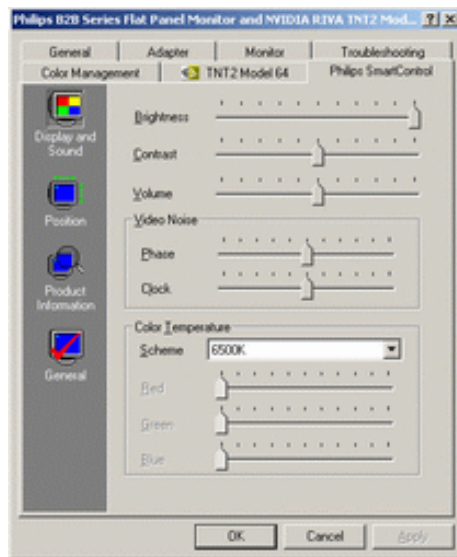 Philips B2B Series Flat Panel Monitor and NVIDIA RIVA TNT2 Mod...
General Adapter Monitor Troubleshooting
Color Management TNT2 Model 64 Philips SmartControl
Display and
Sound
Position
Product
Information
General
Brightness
Contrast
Volume
Video Noise
Phase
Clock
Color Temperature
Scheme 6500K
Red
Green
Blue
OK Cancel Apply